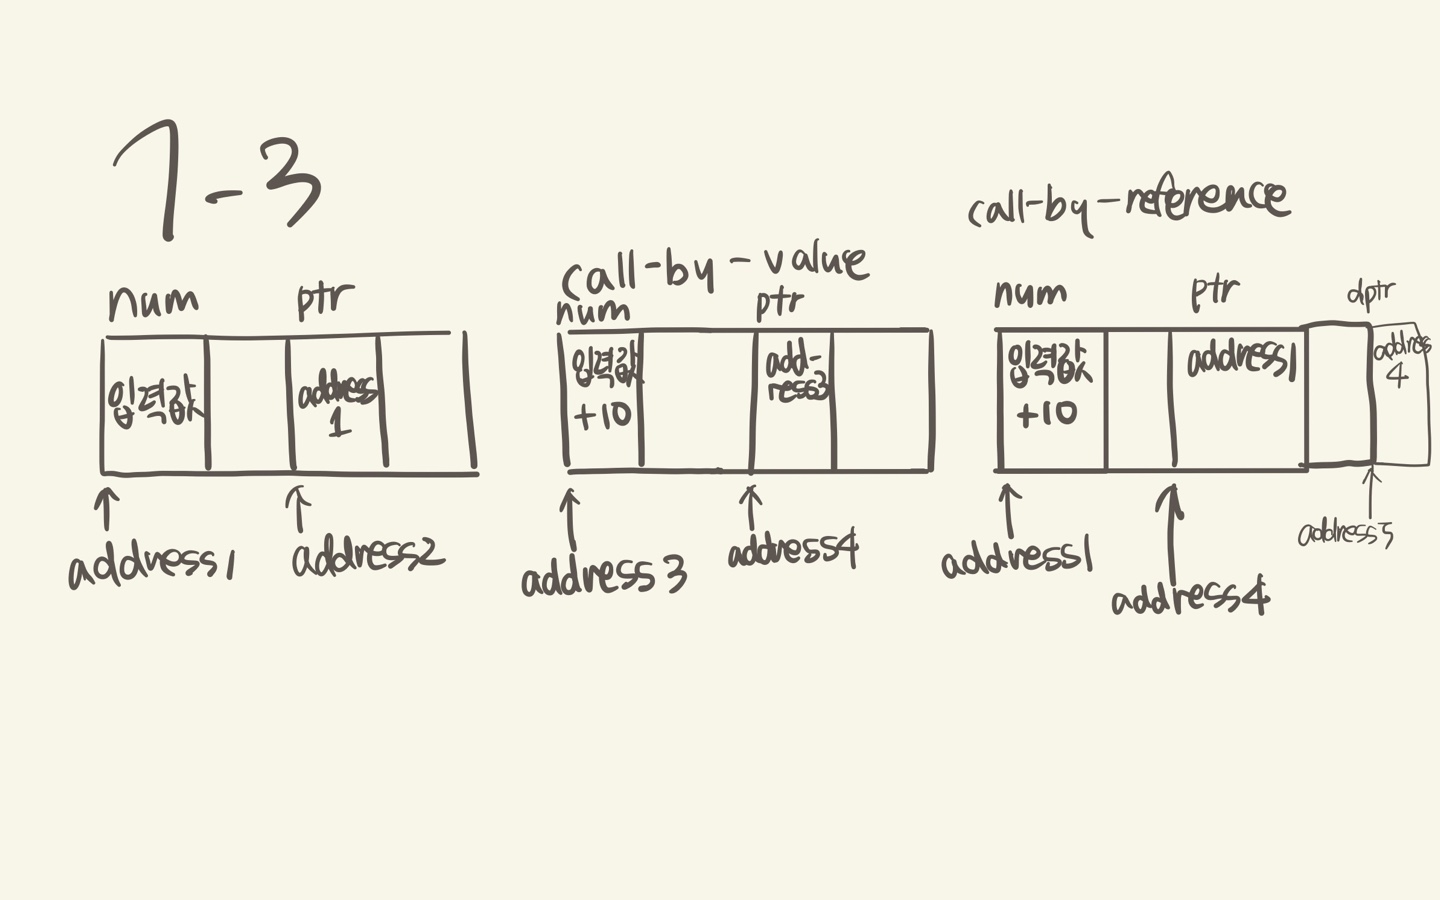 7-3
num ptr
입력값 address
1
address1 address2
call-by-value
num ptr
입력값
+10
add-
ress3
address3 address4
call-by-reference
num ptr dptr
입력값
+10
address1
address
4
address1 address4 address5